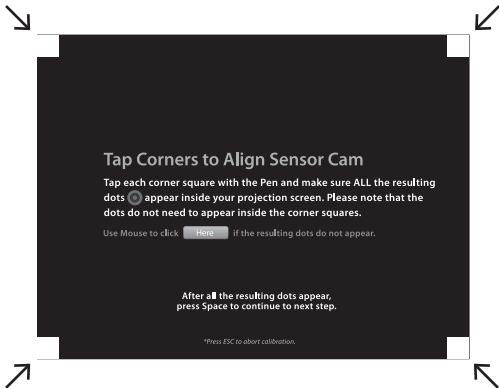 Tap Corners to Align Sensor Cam
Tap each corner square with the Pen and make sure ALL the resulting
dots appear inside your projection screen. Please note that the
dots do not need to appear inside the corner squares.
Use Mouse to click Here if the resulting dots do not appear.
After all the resulting dots appear,
press Space to continue to next step.
*Press ESC to abort calibration.